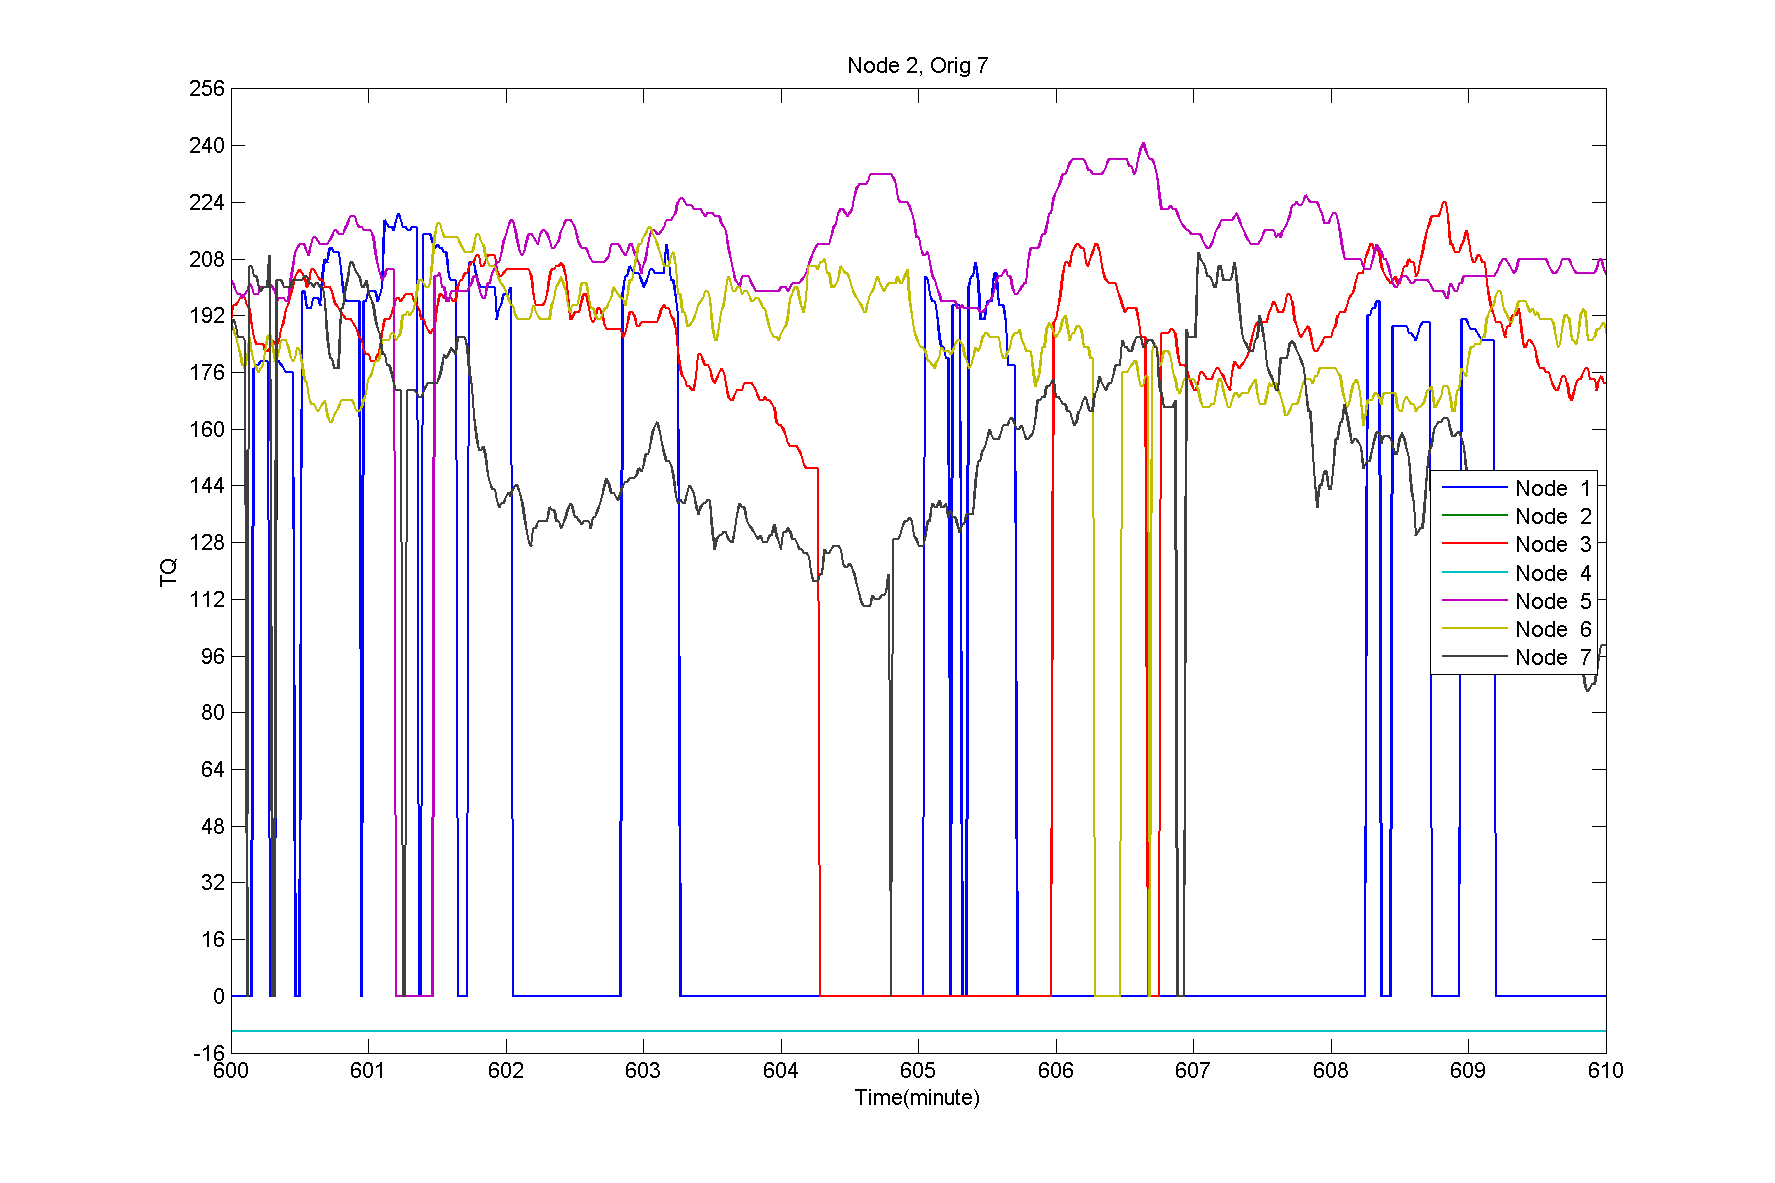 Node 2, Orig 7
256
240
224
208
192
176
160
144
128
112
96
80
64
48
32
16
0
-16
TQ
Node 1
Node 2
Node 3
Node 4
Node 5
Node 6
Node 7
600 601 602 603 604 605 606 607 608 609 610
Time(minute)